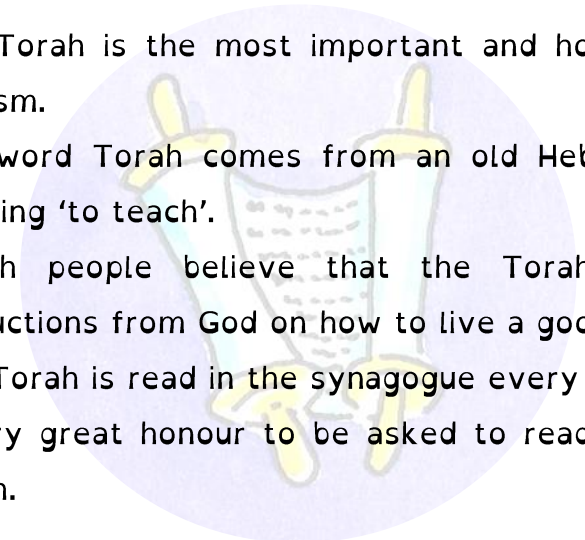 Torah is the most important and ho
sm.
word Torah comes from an old Heb
ing ‘to teach’.
h people believe that the Torah
uctions from God on how to live a goo
Torah is read in the synagogue every
ry great honour to be asked to read
h.